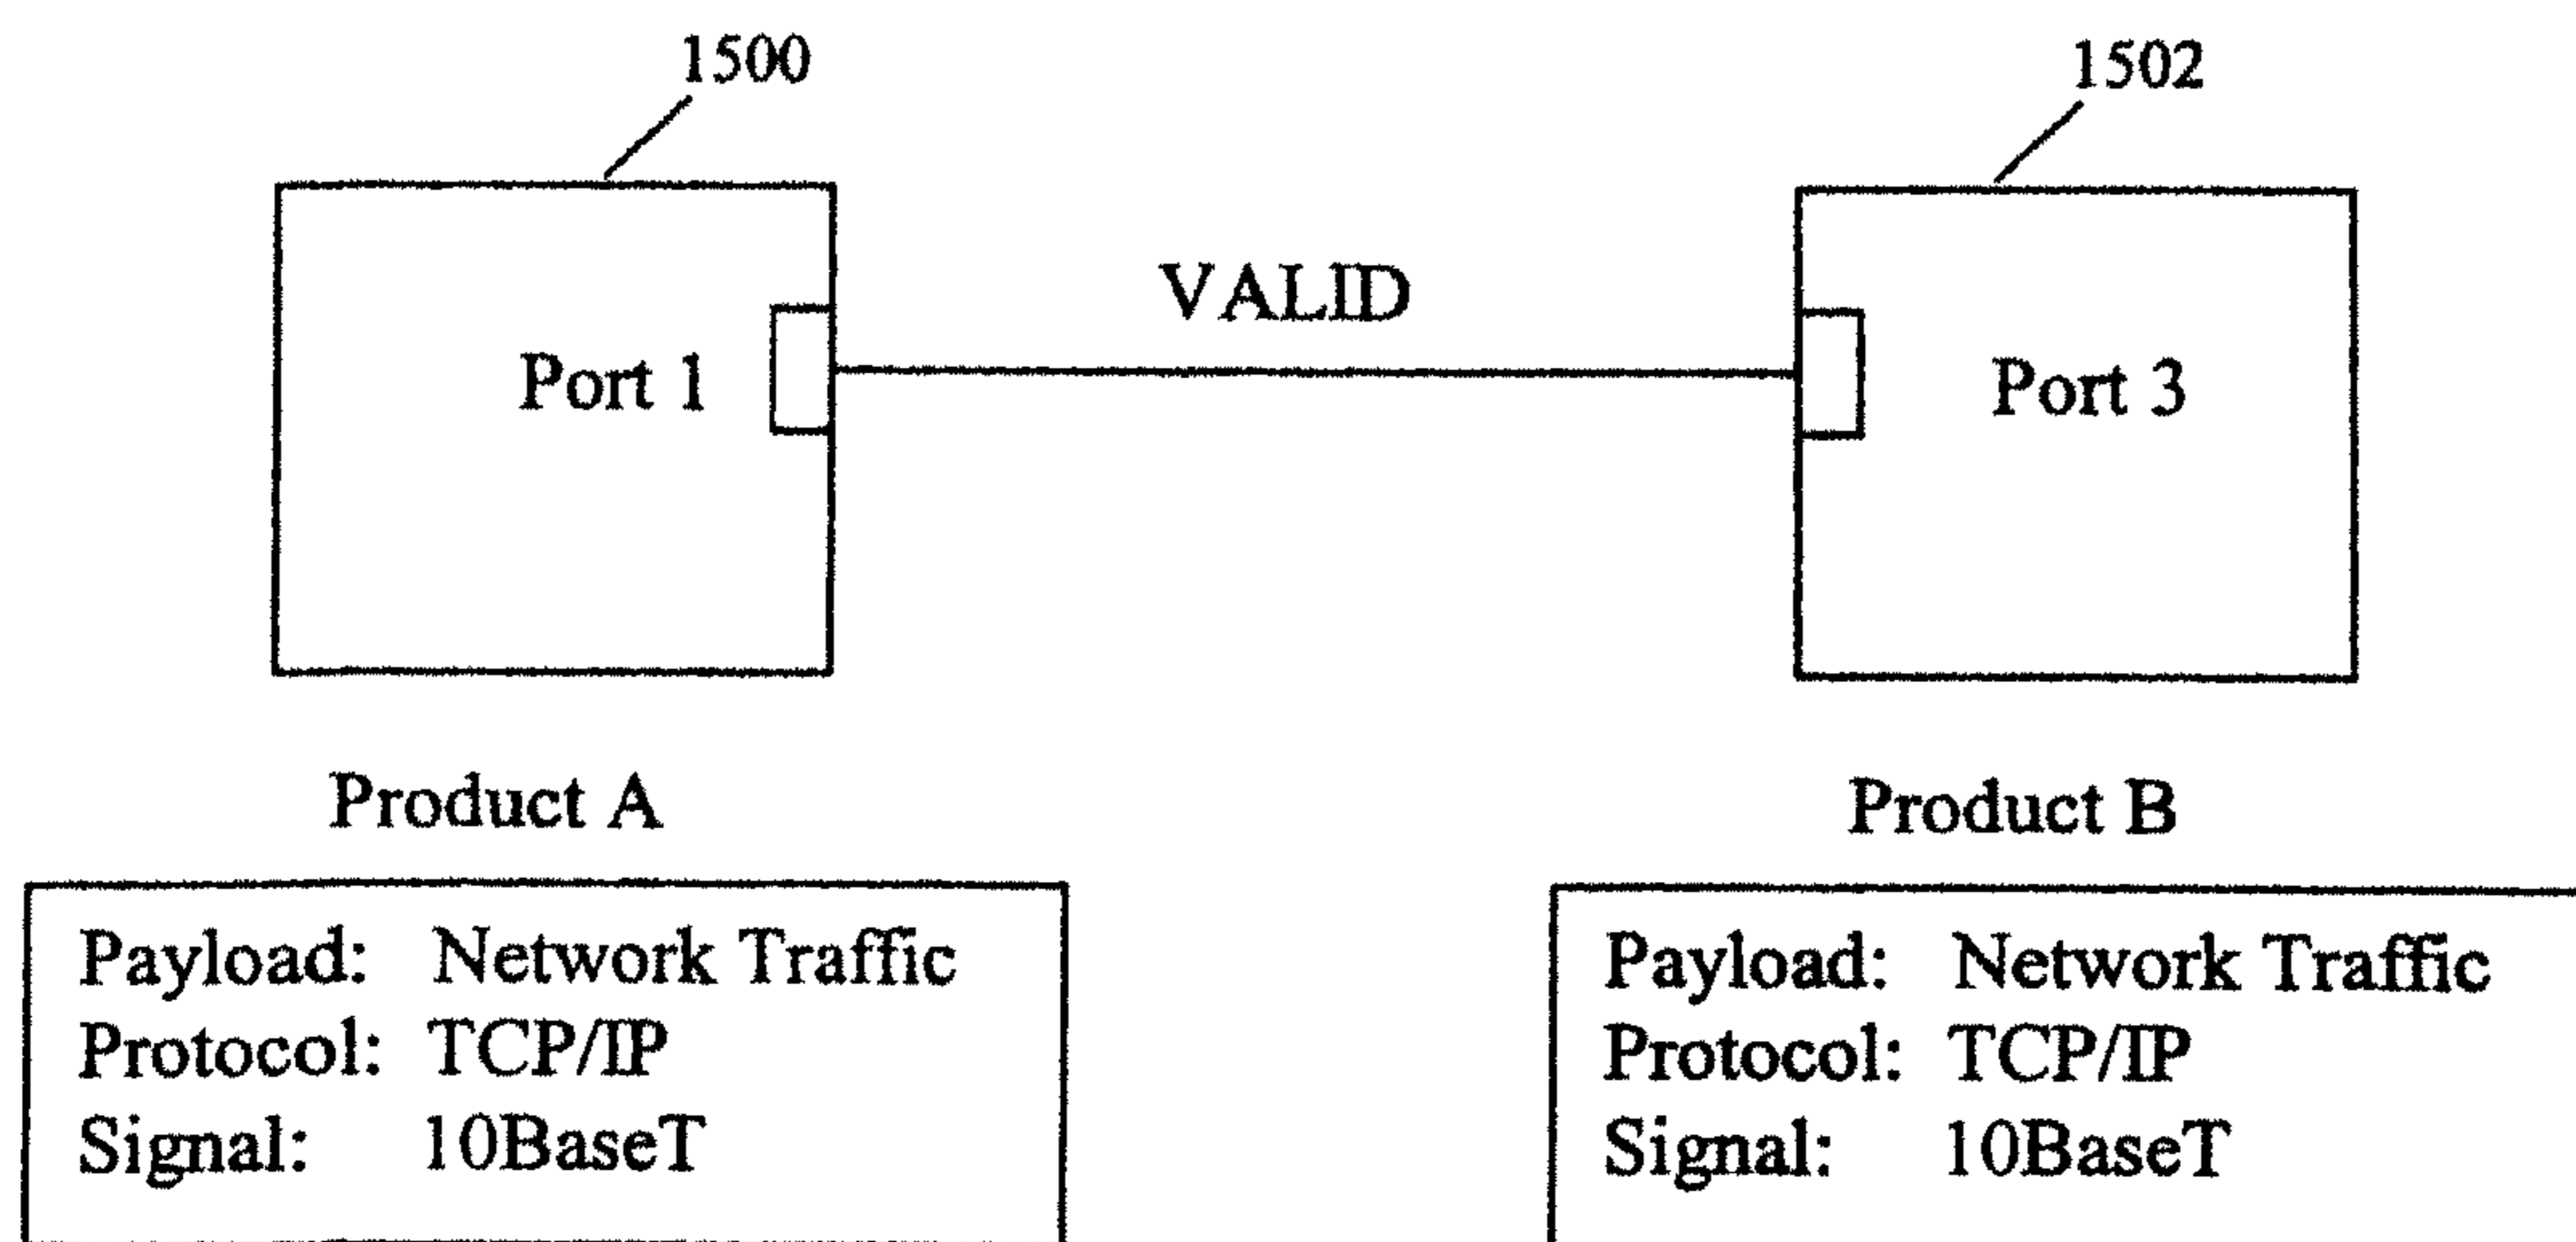 1500
1502
VALID
Port 1
Port 3
Product A
Product B
Payload: Network Traffic
Protocol: TCP/IP
Signal: 10BaseT
Payload: Network Traffic
Protocol: TCP/IP
Signal: 10BaseT